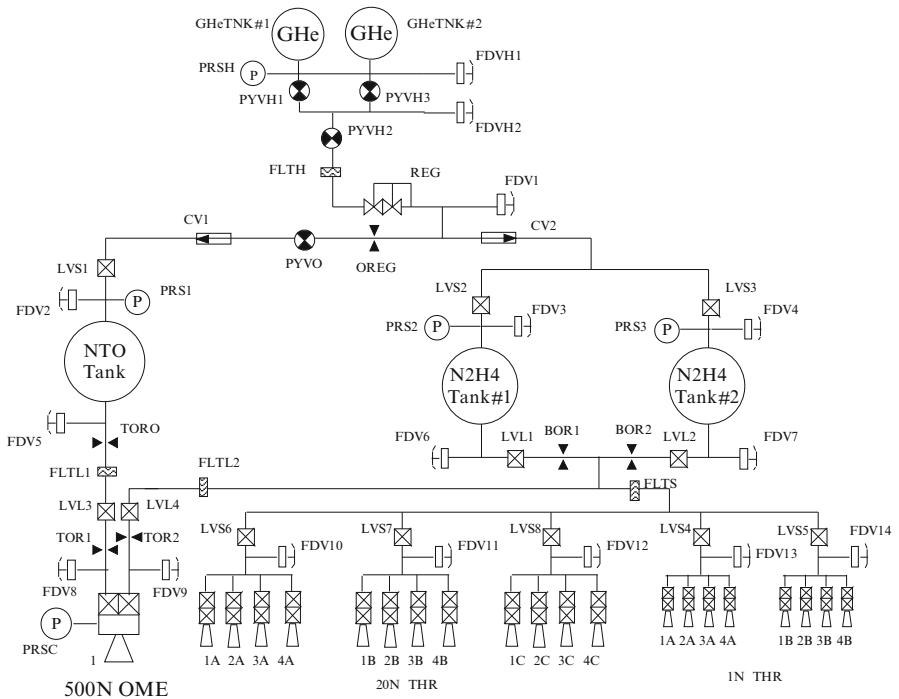 GHeTNK#1
GHeTNK#2
GHe
GHe
FDVH1
PRSH
P
PYVH1
PYVH3
FDVH2
PYVH2
FLTH
REG
FDV1
CV1
CV2
PYVO
OREG
LVS1
LVS2
LVS3
FDV2
PRS1
P
FDV3
FDV4
PRS2
P
PRS3
P
NTO
Tank
N2H4
Tank#1
N2H4
Tank#2
FDV5
TORO
FDV6
LVL1
BOR1
BOR2
LVL2
FDV7
FLTL1
FLTL2
FLTS
LVL3
LVL4
LVS6
LVS7
LVS8
LVS4
LVS5
FDV14
TOR1
TOR2
FDV10
FDV11
FDV12
FDV13
FDV8
FDV9
P
PRSC
1
1A 2A 3A 4A
1B 2B 3B 4B
1C 2C 3C 4C
1A 2A 3A 4A
1B 2B 3B 4B
500N OME
20N THR
1N THR